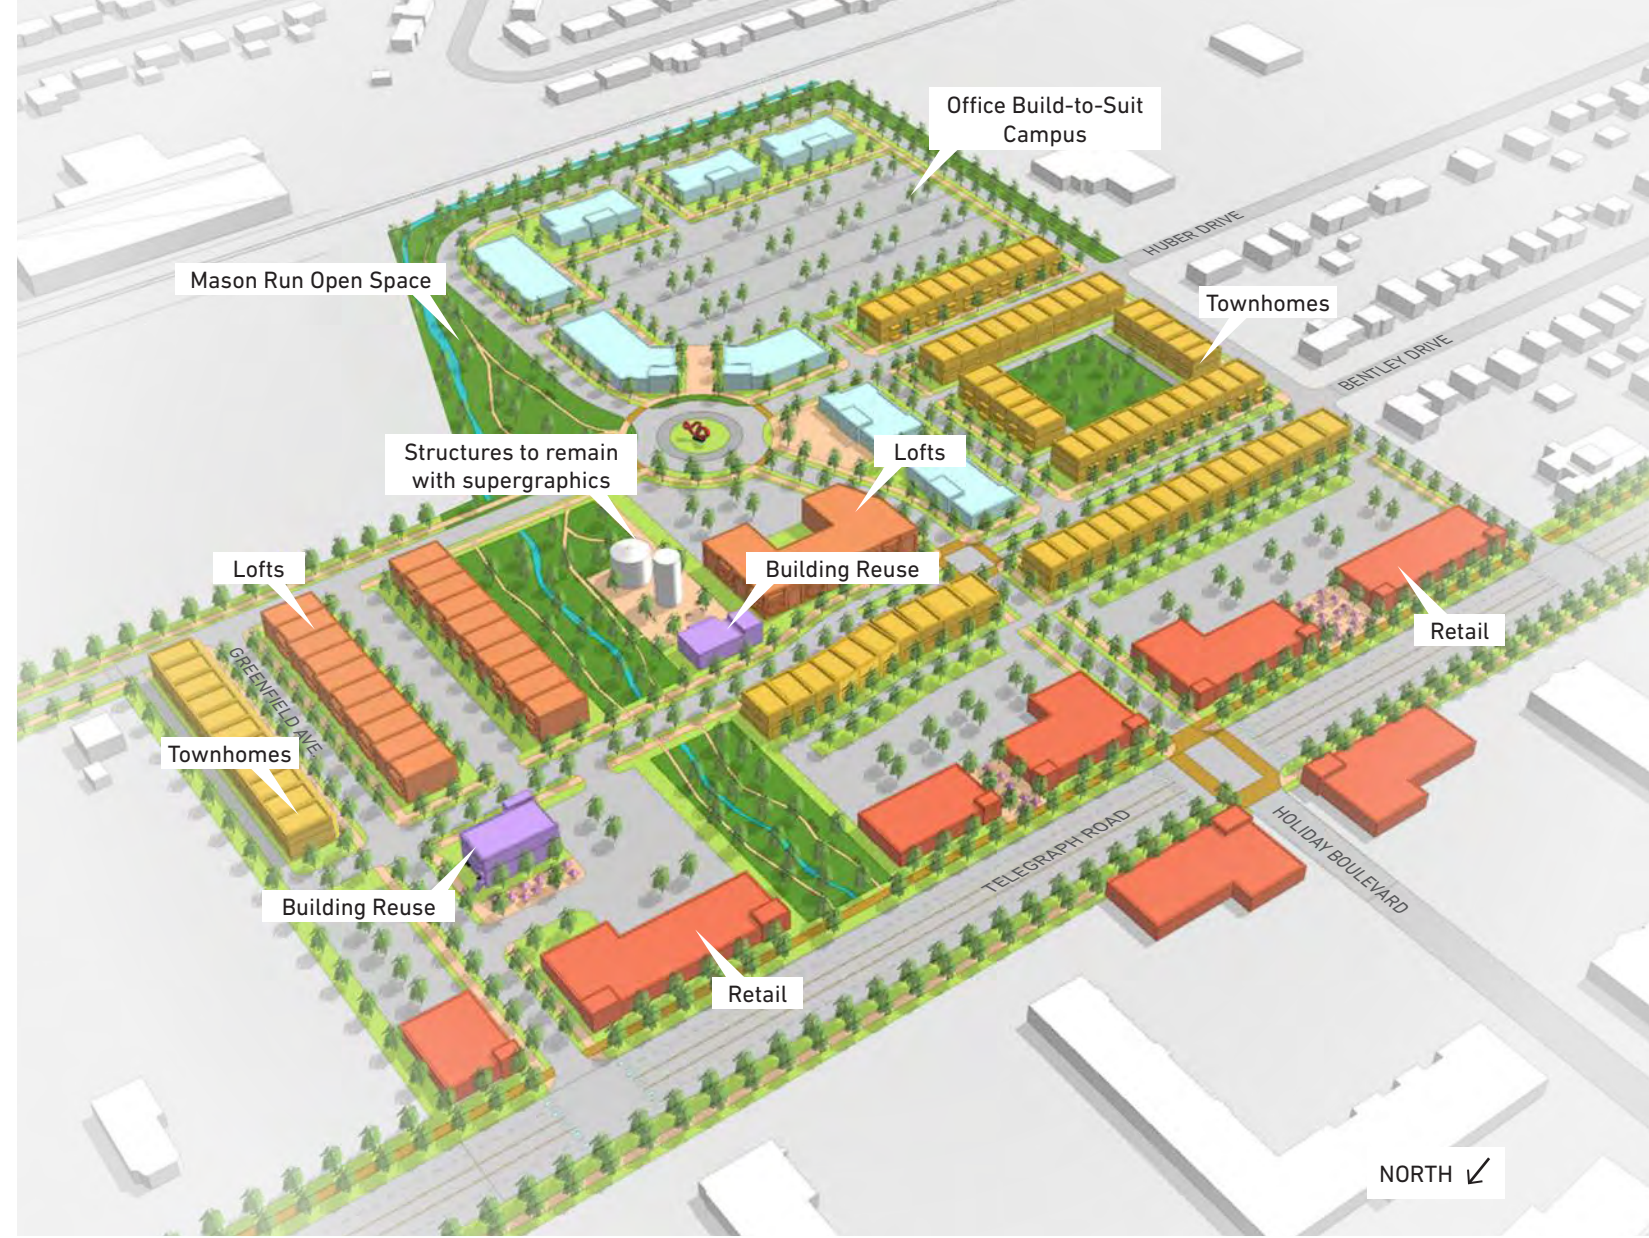 Office Build-to-Suit
Campus
HUBER DRIVE
Mason Run Open Space
Townhomes
BENTLEY DRIVE
Structures to remain
with supergraphics
Lofts
Lofts
Building Reuse
Retail
GREENFIELD AVE
Townhomes
TELEGRAPH ROAD
HOLIDAY BOULEVARD
Building Reuse
Retail
NORTH